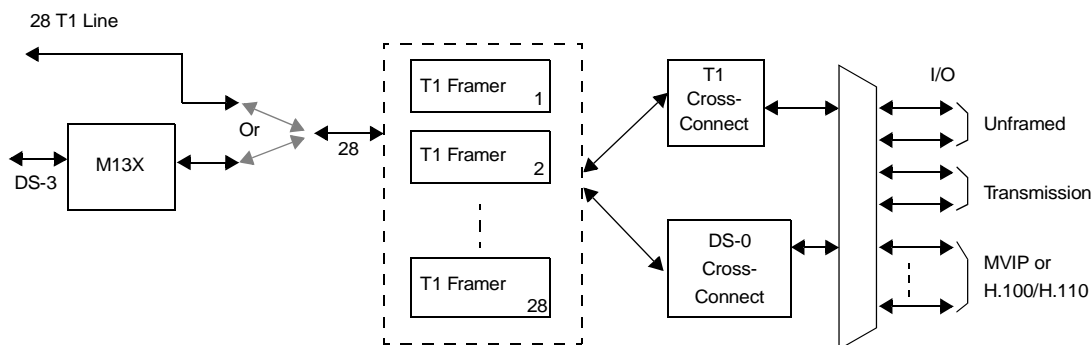 28 T1 Line
Or
M13X
DS-3
28
T1 Framer
1
T1 Framer
2
T1 Framer
28
T1
Cross-
Connect
DS-0
Cross-
Connect
I/O
Unframed
Transmission
MVIP or
H.100/H.110